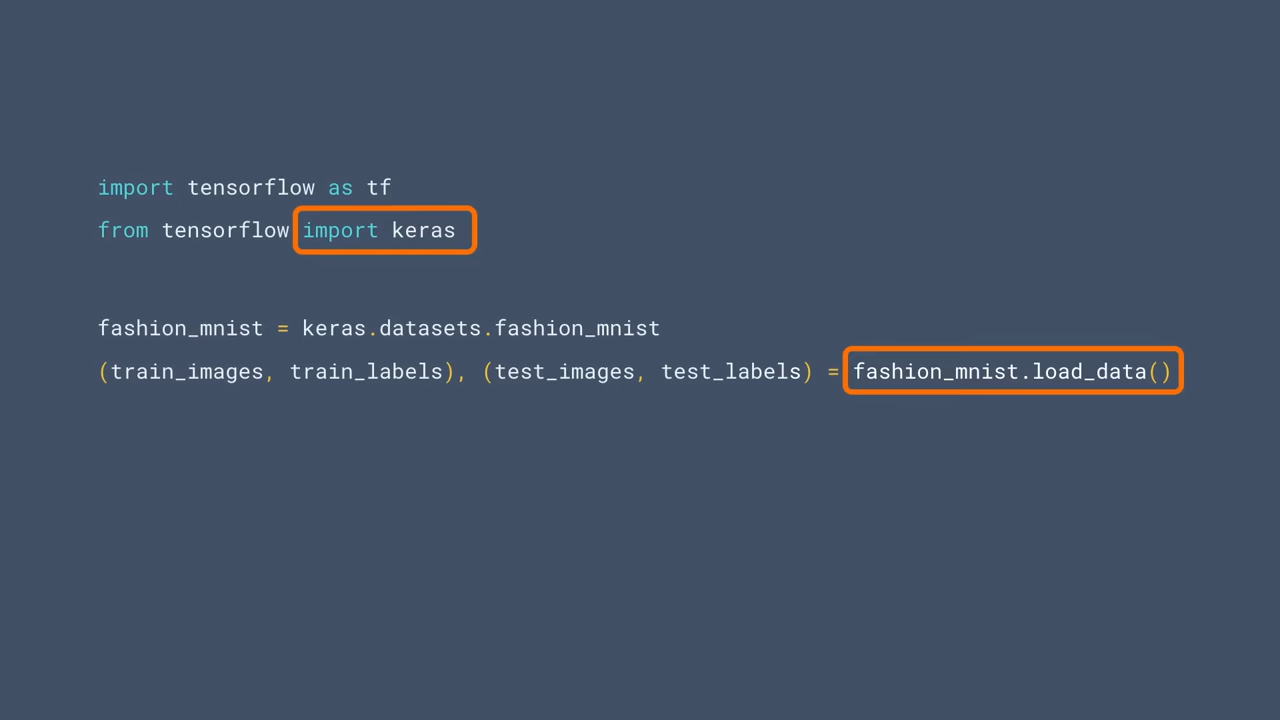 import tensorflow as tf
from tensorflow import keras
fashion_mnist = keras.datasets.fashion_mnist
(train_images, train_labels), (test_images, test_labels) = fashion_mnist.load_data()